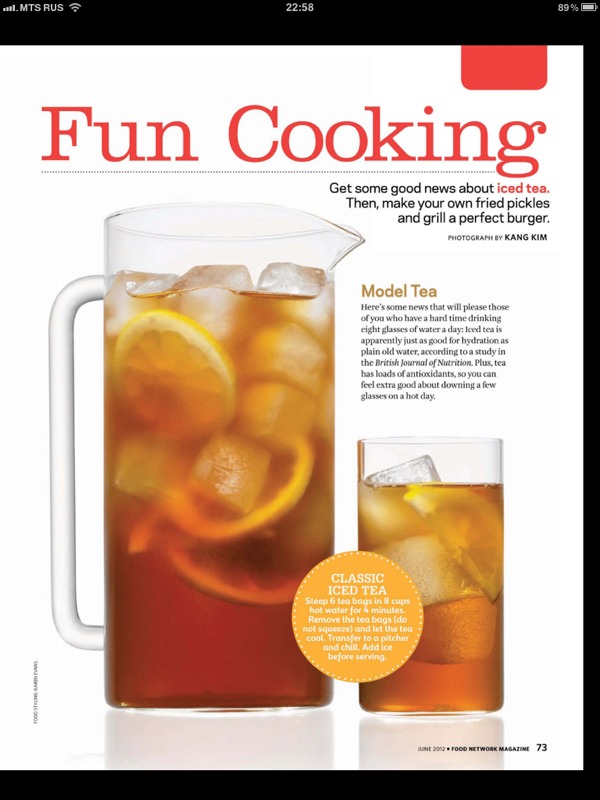 MTS RUS 22:58 89 %
Fun Cooking
Get some good news about iced tea.
Then, make your own fried pickles
and grill a perfect burger.
PHOTOGRAPH BY KANG KIM
Model Tea
Here's some news that will please those
of you who have a hard time drinking
eight glasses of water a day: Iced tea is
apparently just as good for hydration as
plain old water, according to a study in
the British Journal of Nutrition. Plus, tea
has loads of antioxidants, so you can
feel extra good about downing a few
glasses on a hot day.
CLASSIC
ICED TEA
Steep 6 tea bags in 8 cups
hot water for 4 minutes.
Remove the tea bags (do
not squeeze) and let the tea
cool. Transfer to a pitcher
and chill. Add ice
before serving.
FOOD STYLING: KAREN EVANS.
JUNE 2012 • FOOD NETWORK MAGAZINE 73